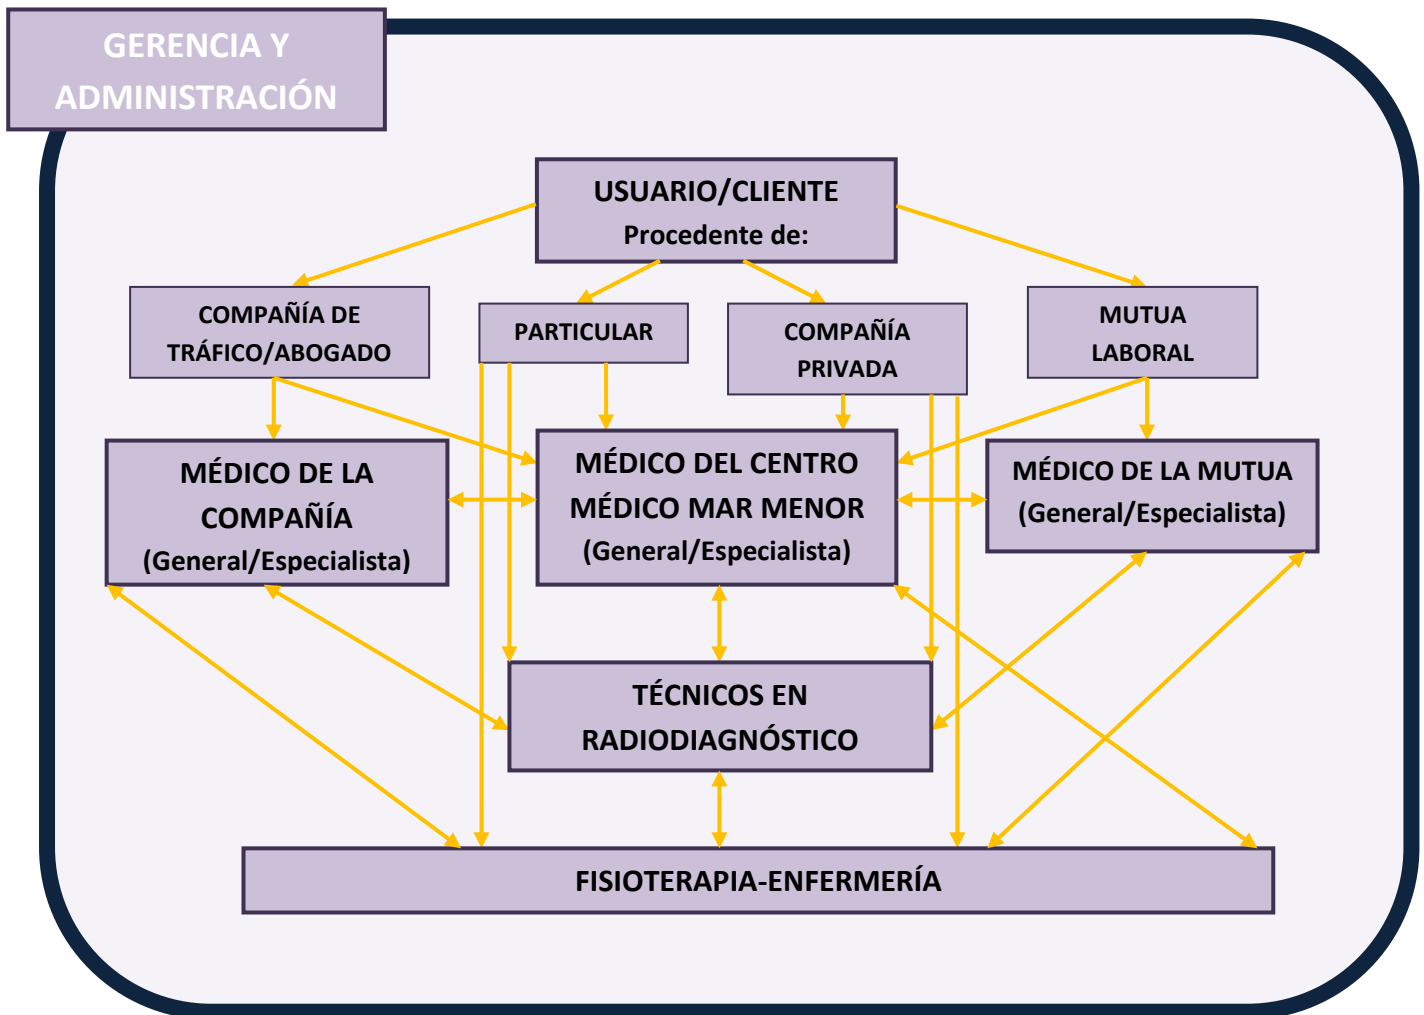 GERENCIA Y
ADMINISTRACIÓN
USUARIO/CLIENTE
Procedente de:
COMPAÑÍA DE
TRÁFICO/ABOGADO
PARTICULAR
COMPAÑÍA
PRIVADA
MUTUA
LABORAL
MÉDICO DE LA
COMPAÑÍA
(General/Especialista)
MÉDICO DEL CENTRO
MÉDICO MAR MENOR
(General/Especialista)
MÉDICO DE LA MUTUA
(General/Especialista)
TÉCNICOS EN
RADIODIAGNÓSTICO
FISIOTERAPIA-ENFERMERÍA